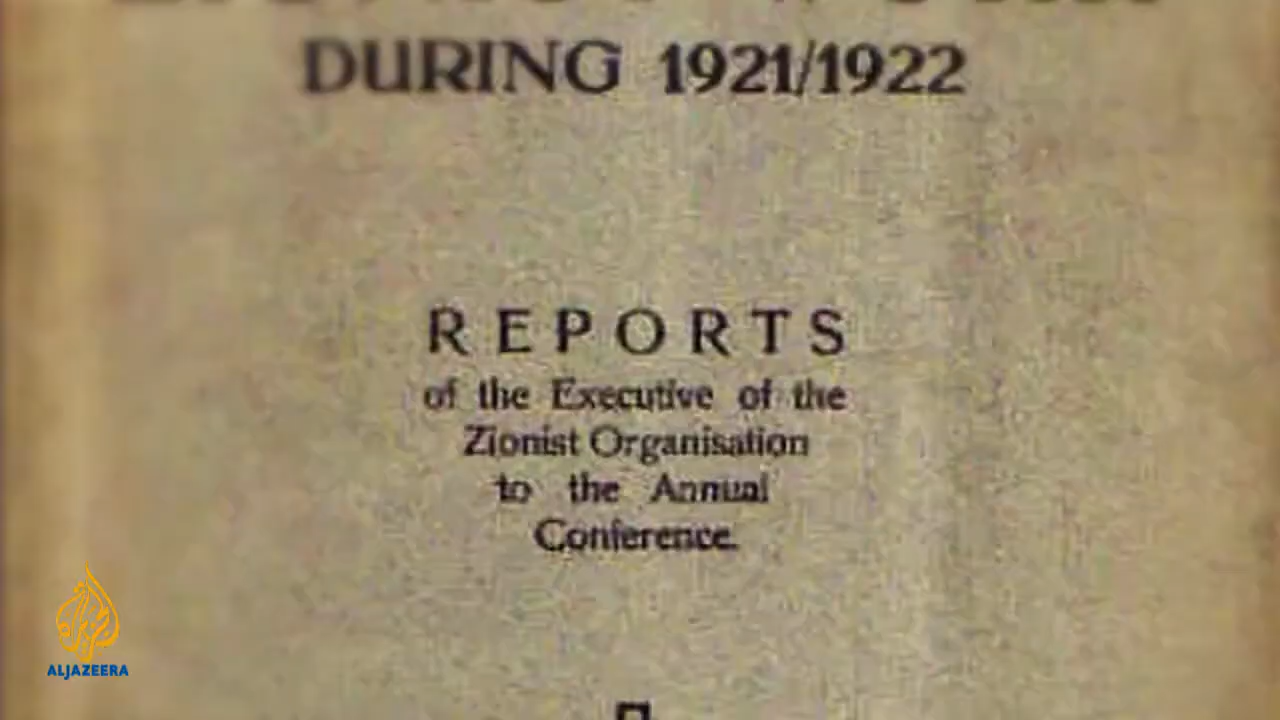 DURING 1921/1922
REPORTS
of the Executive of the
Zionist Organisation
to the Annual
Conference.
ALJAZEERA